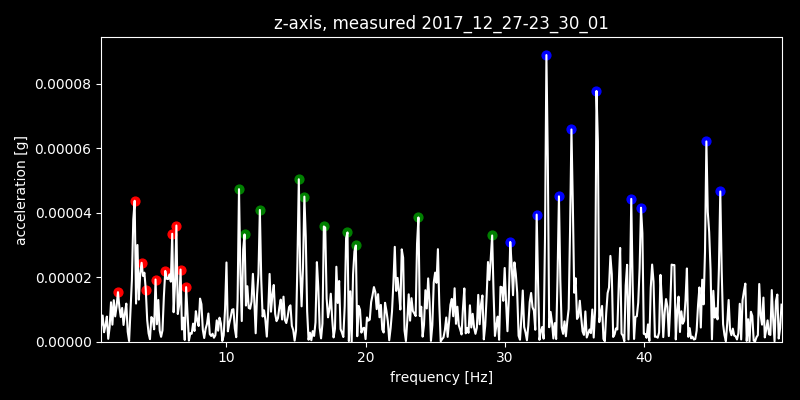 z-axis, measured 2017_12_27-23_30_01
acceleration [g]
0.00008
0.00006
0.00004
0.00002
0.00000
10 20 30 40
frequency [Hz]